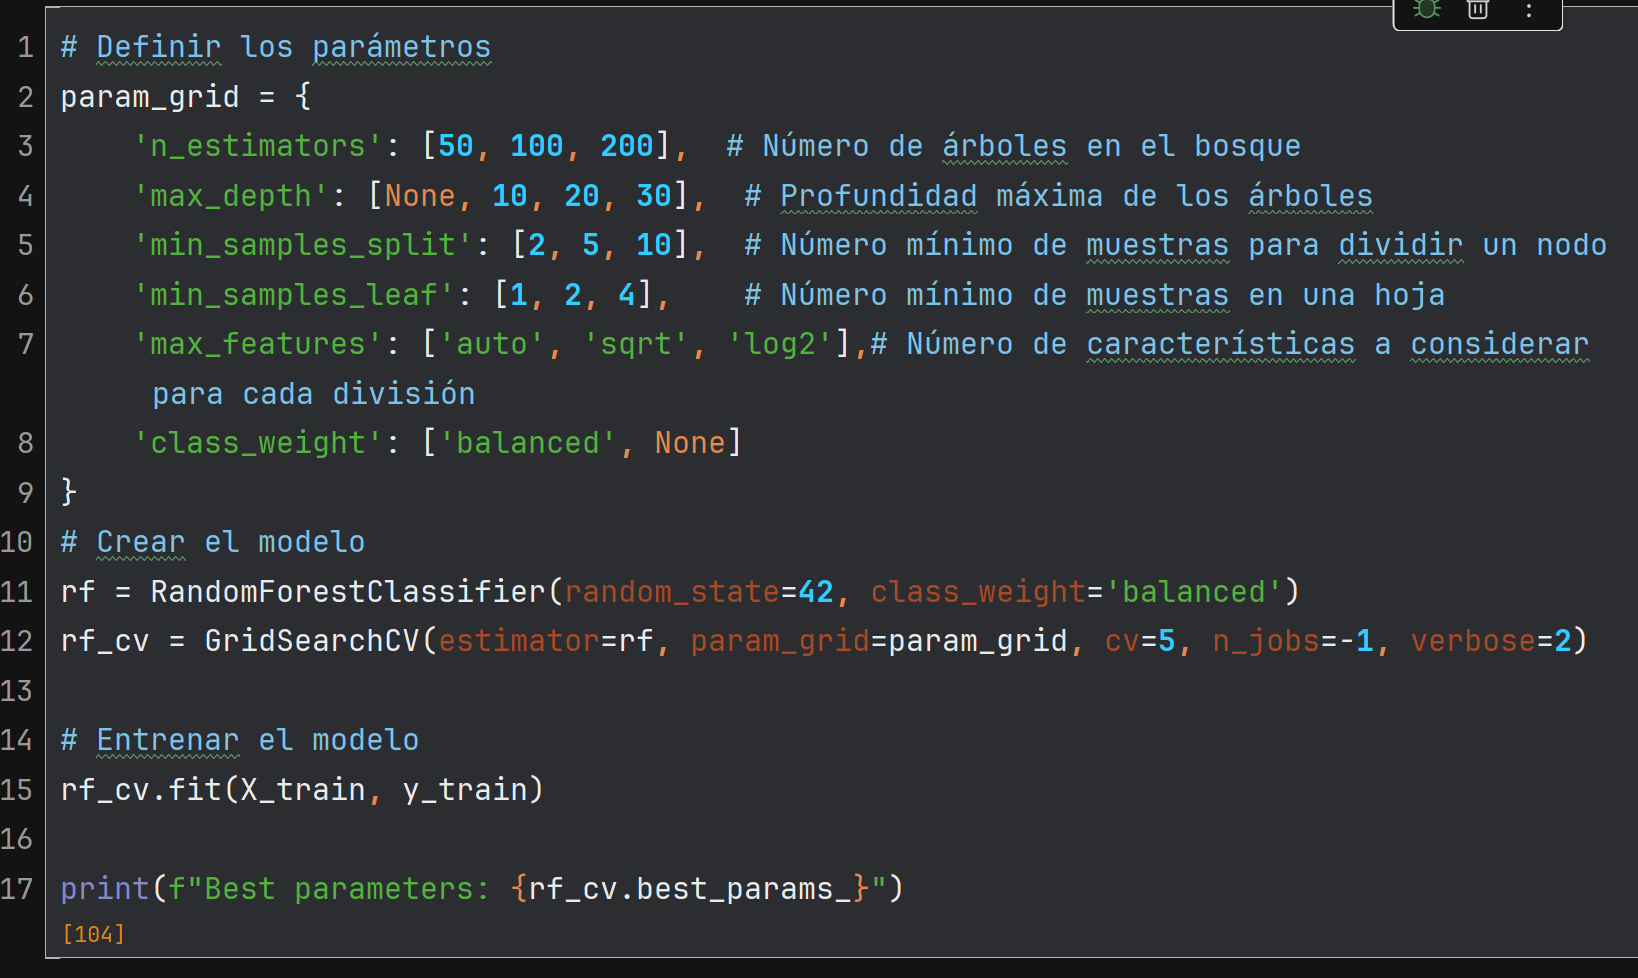 1 # Definir los parámetros
2 param_grid = {
3     'n_estimators': [50, 100, 200],  # Número de árboles en el bosque
4     'max_depth': [None, 10, 20, 30],  # Profundidad máxima de los árboles
5     'min_samples_split': [2, 5, 10],  # Número mínimo de muestras para dividir un nodo
6     'min_samples_leaf': [1, 2, 4],    # Número mínimo de muestras en una hoja
7     'max_features': ['auto', 'sqrt', 'log2'],# Número de características a considerar
     para cada división
8     'class_weight': ['balanced', None]
9 }
10 # Crear el modelo
11 rf = RandomForestClassifier(random_state=42, class_weight='balanced')
12 rf_cv = GridSearchCV(estimator=rf, param_grid=param_grid, cv=5, n_jobs=-1, verbose=2)
13
14 # Entrenar el modelo
15 rf_cv.fit(X_train, y_train)
16
17 print(f"Best parameters: {rf_cv.best_params_}")
[104]